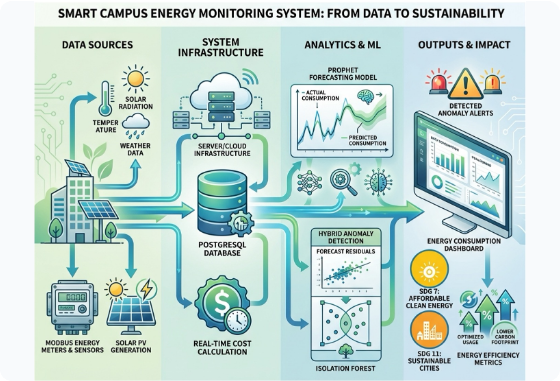 SMART CAMPUS ENERGY MONITORING SYSTEM: FROM DATA TO SUSTAINABILITY
DATA SOURCES
SOLAR
RADIATION
TEMPER
ATURE
WEATHER
DATA
MODBUS ENERGY
METERS & SENSORS
SOLAR PV
GENERATION
SYSTEM
INFRASTRUCTURE
SERVER/CLOUD
INFRASTRUCTURE
POSTGRESQL
DATABASE
$
REAL-TIME COST
CALCULATION
ANALYTICS & ML
PROPHET
FORECASTING MODEL
ACTUAL
CONSUMPTION
PREDICTED
CONSUMPTION
HYBRID ANOMALY
DETECTION
FORECAST RESIDUALS
ISOLATION FOREST
OUTPUTS & IMPACT
DETECTED
ANOMALY ALERTS
ENERGY CONSUMPTION
DASHBOARD
SDG 7:
AFFORDABLE
CLEAN ENERGY
SDG 11:
SUSTAINABLE
CITIES
%
%
OPTIMIZED
USAGE
LOWER
CARBON
FOOTPRINT
ENERGY EFFICIENCY
METRICS